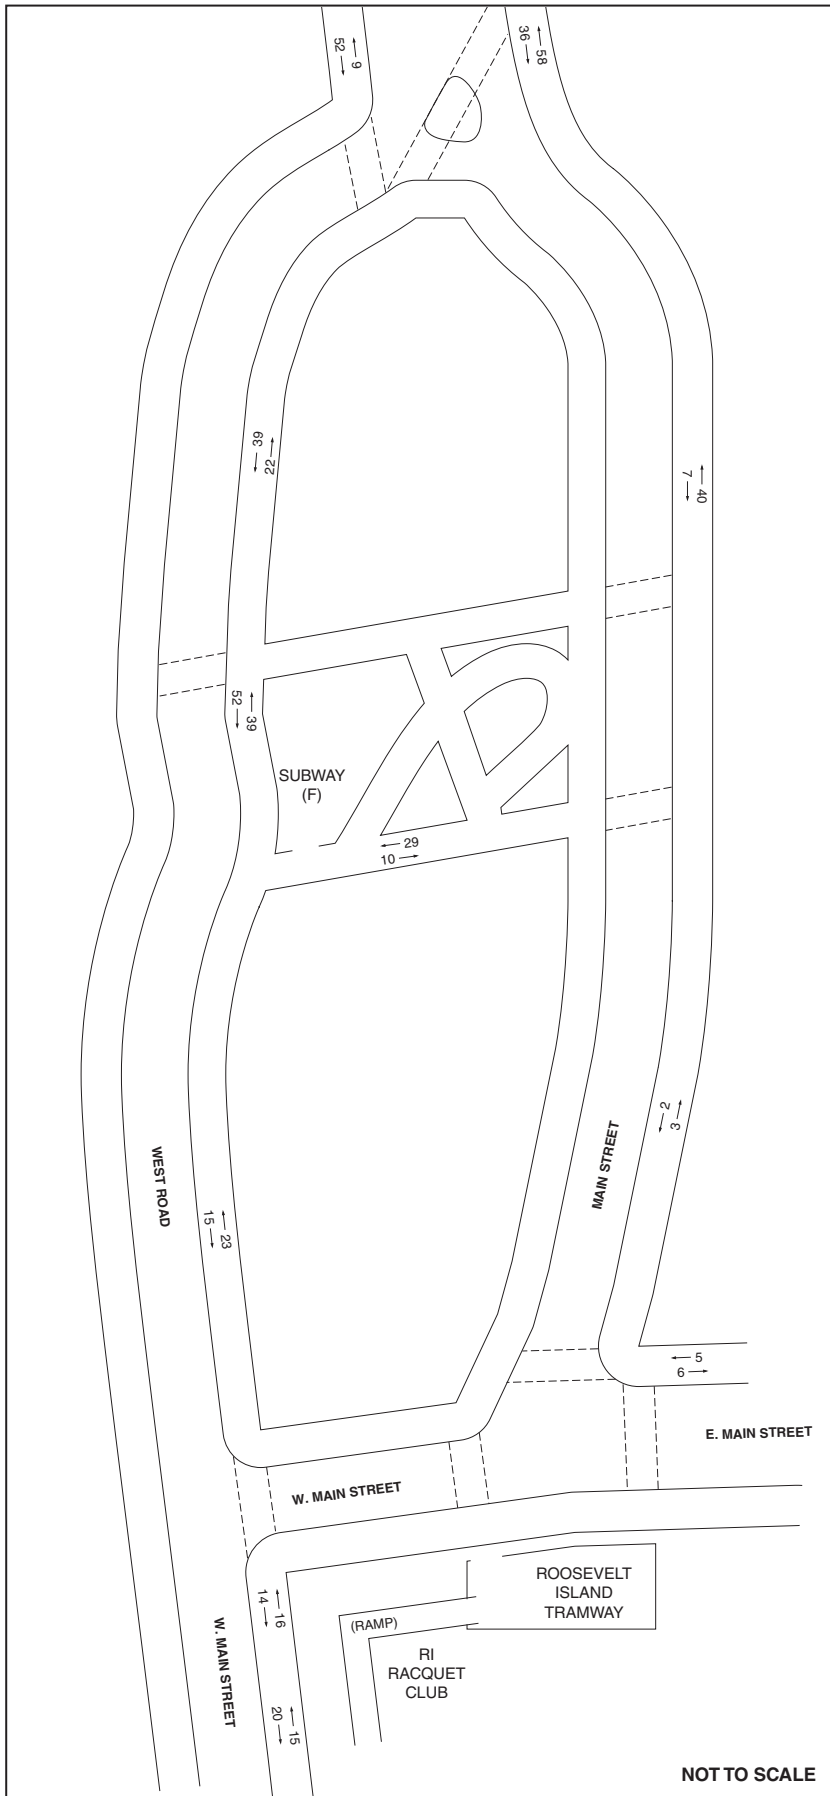 52
9
36
58
39
22
7
40
52
39
SUBWAY
(F)
29
10
2
3
WEST ROAD
MAIN STREET
15
23
5
6
E. MAIN STREET
W. MAIN STREET
14
16
(RAMP)
ROOSEVELT
ISLAND
TRAMWAY
RI
RACQUET
CLUB
W. MAIN STREET
20
15
NOT TO SCALE